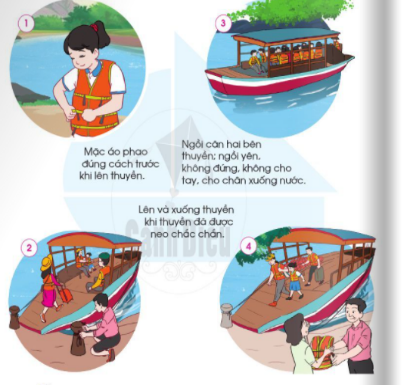 1
3
Mặc áo phao
đúng cách trước
khi lên thuyền.
Ngồi cân hai bên
thuyền; ngồi yên,
không đứng, không cho
tay, cho chân xuống nước.
Lên và xuống thuyền
khi thuyền đã được
neo chắc chắn.
Cánh Diều
2
4